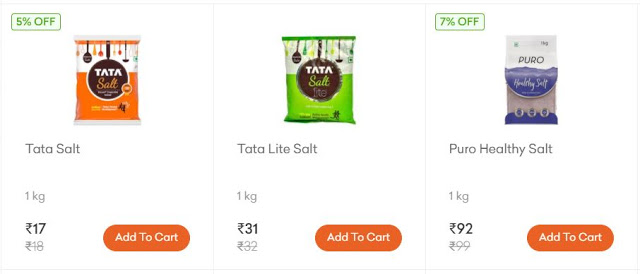 5% OFF
TATA
Salt
Tata Salt
1 kg
₹17
₹18
Add To Cart
TATA
Salt
lite
Tata Lite Salt
1 kg
₹31
₹32
Add To Cart
7% OFF
1kg
PURO
Healthy Salt
Puro Healthy Salt
1 kg
₹92
₹99
Add To Cart